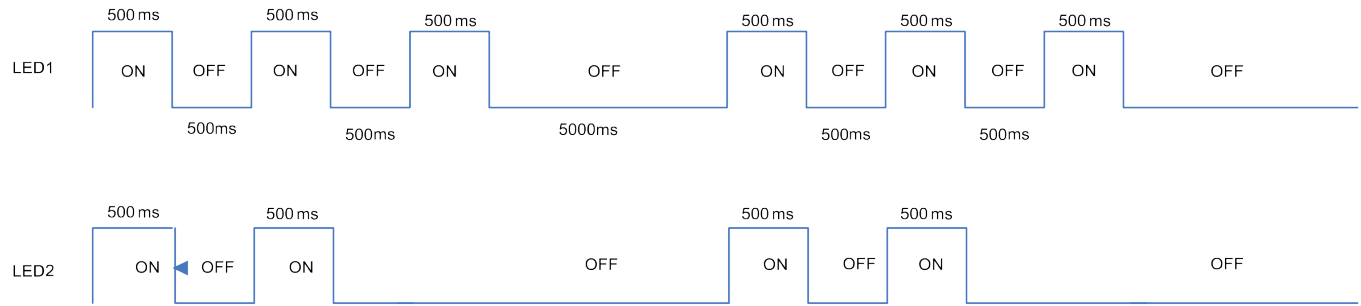 500 ms 500 ms 500 ms 500 ms 500 ms 500 ms
LED1 ON OFF ON OFF ON OFF ON OFF ON OFF ON OFF
500ms 500ms 5000ms 500ms 500ms
500 ms 500 ms 500 ms 500 ms
LED2 ON OFF ON OFF ON OFF ON OFF